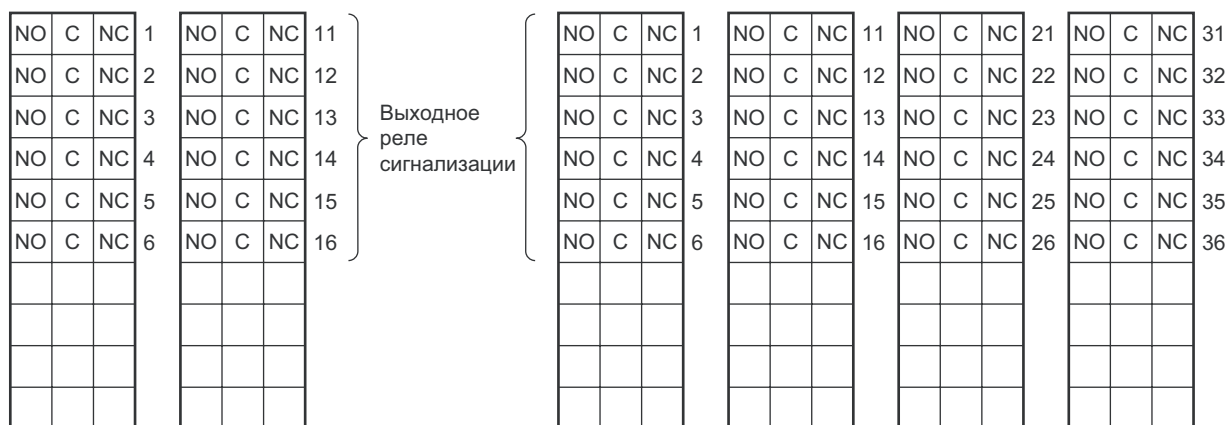 NO C NC 1 NO C NC 11 NO C NC 1 NO C NC 11 NO C NC 21 NO C NC 31
NO C NC 2 NO C NC 12 NO C NC 2 NO C NC 12 NO C NC 22 NO C NC 32
NO C NC 3 NO C NC 13 NO C NC 3 NO C NC 13 NO C NC 23 NO C NC 33
NO C NC 4 NO C NC 14 NO C NC 4 NO C NC 14 NO C NC 24 NO C NC 34
NO C NC 5 NO C NC 15 NO C NC 5 NO C NC 15 NO C NC 25 NO C NC 35
NO C NC 6 NO C NC 16 NO C NC 6 NO C NC 16 NO C NC 26 NO C NC 36
Выходное
реле
сигнализации